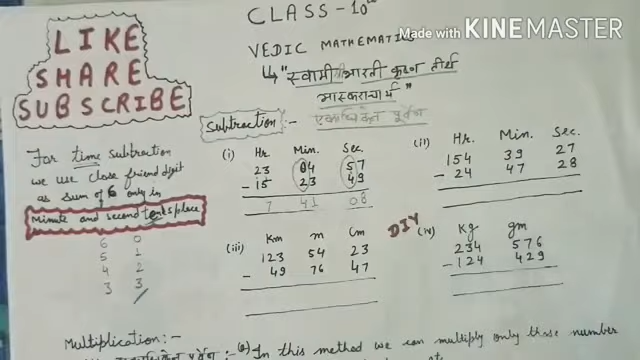 CLASS - 10th
Made with KINEMASTER
LIKE
SHARE
SUBSCRIBE
VEDIC MATHEMATICS
↳ "स्वामी भारती कृष्ण तीर्थ
"
Subtraction :-
For time Subtraction
we use close friend digit
as sum of 6 only in
Minute and second tens place
6 0
5 1
4 2
3 3
(i) Hr. Min. Sec.
23 04 57
- 15 23 49
7 41 08
(ii) Hr. Min. Sec.
154 39 27
- 24 47 28
(iii) Km m Cm
123 54 23
- 49 76 47
DIY
(iv) Kg gm
234 576
- 124 429
Multiplication :-
(a) In this method we can multiply only those number